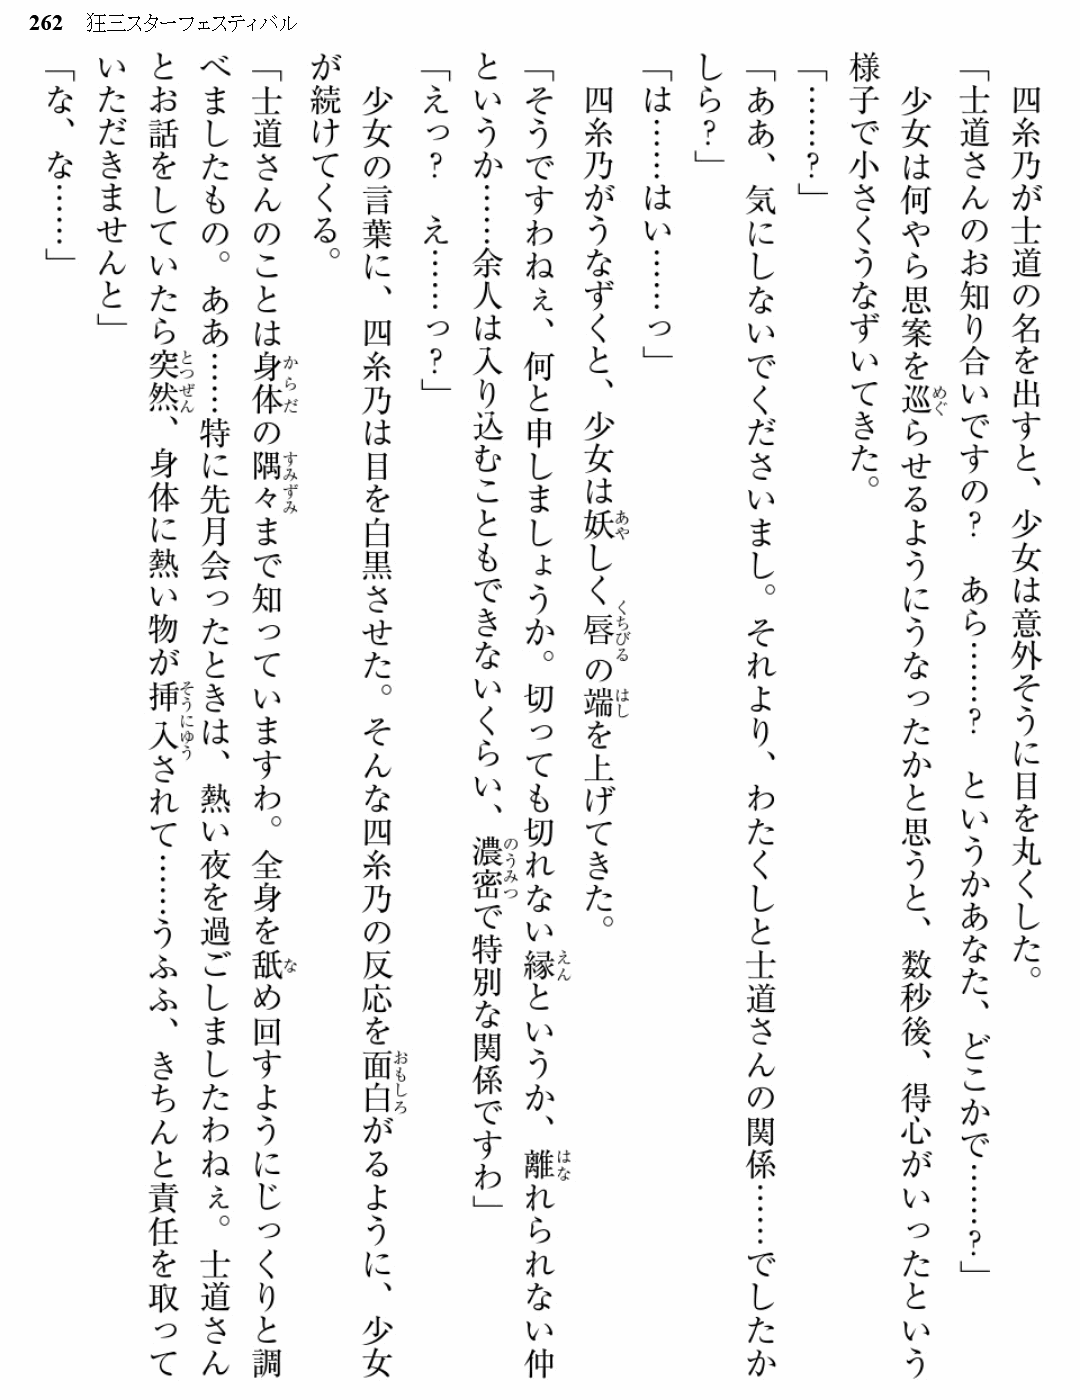 262 狂三スターフェスティバル
四糸乃が士道の名を出すと、少女は意外そうに目を丸くした。
「士道さんのお知り合いですの？　あら……？　というかあなた、どこかで……？」
少女は何やら思案を巡らせるようにうなったかと思うと、数秒後、得心がいったという
様子で小さくうなずいてきた。
「……？」
「ああ、気にしないでくださいまし。それより、わたくしと士道さんの関係……でしたか
しら？」
「は……はい……っ」
四糸乃がうなずくと、少女は妖しく唇の端を上げてきた。
「そうですわねぇ、何と申しましょうか。切っても切れない縁というか、離れられない仲
というか……余人は入り込むこともできないくらい、濃密で特別な関係ですわ」
「えっ？　え……っ？」
少女の言葉に、四糸乃は目を白黒させた。そんな四糸乃の反応を面白がるように、少女
が続けてくる。
「士道さんのことは身体の隅々まで知っていますわ。全身を舐め回すようにじっくりと調
べましたもの。ああ……特に先月会ったときは、熱い夜を過ごしましたわねぇ。士道さん
とお話をしていたら突然、身体に熱い物が挿入されて……うふふ、きちんと責任を取って
いただきませんと」
「な、な……」